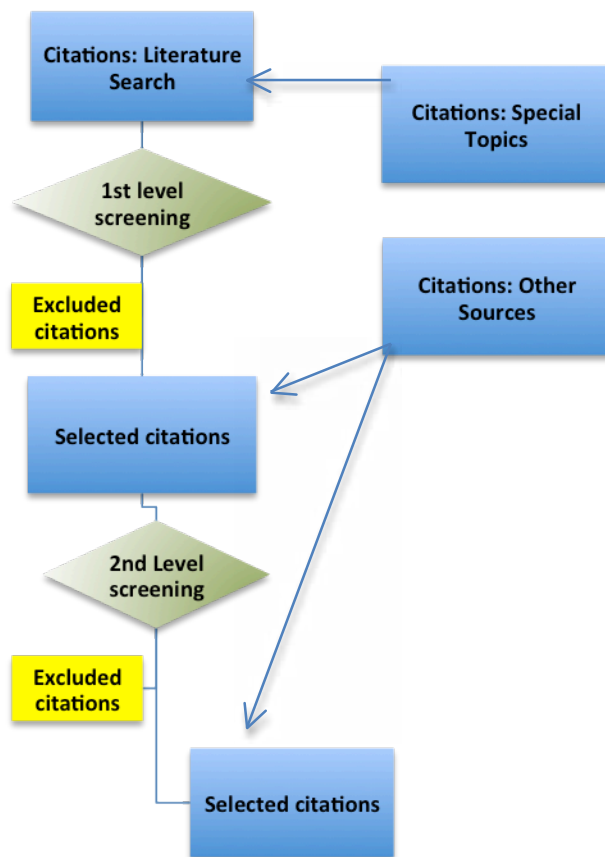 Citations: Literature
Search
Citations: Special
Topics
1st level
screening
Citations: Other
Sources
Excluded
citations
Selected citations
2nd Level
screening
Excluded
citations
Selected citations